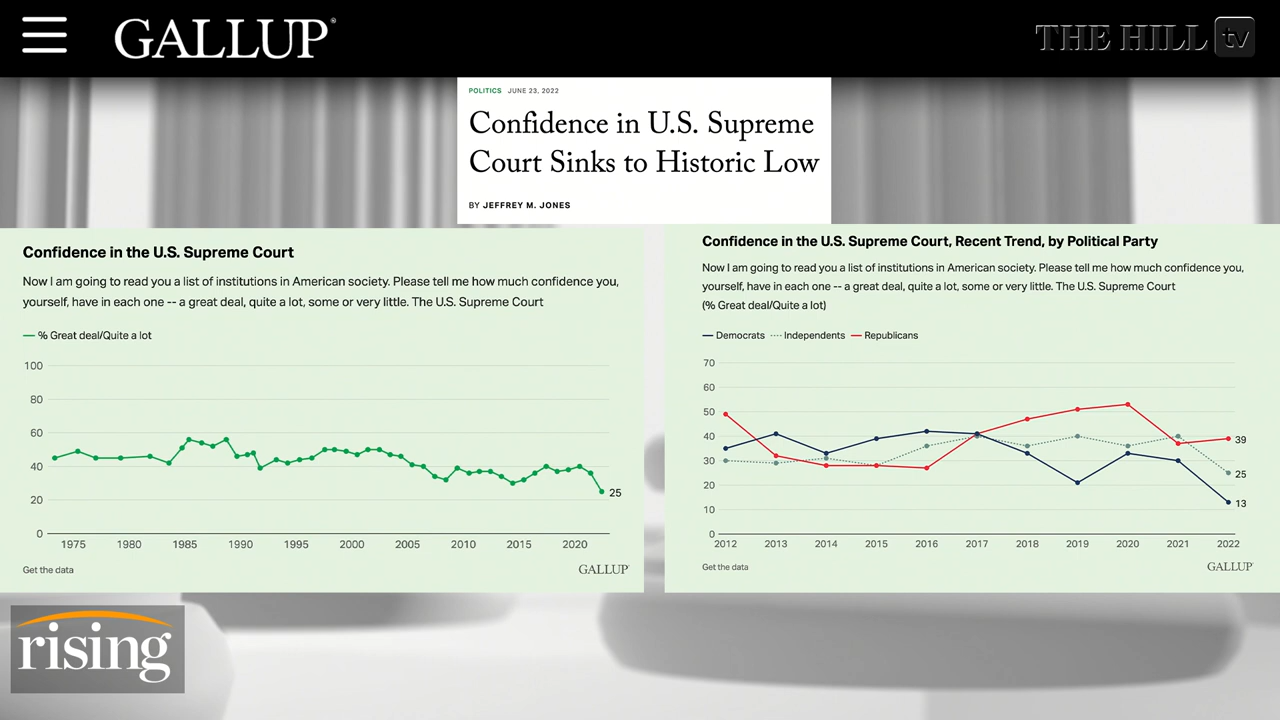 GALLUP®
THE HILL tv
POLITICS JUNE 23, 2022
Confidence in U.S. Supreme
Court Sinks to Historic Low
BY JEFFREY M. JONES
Confidence in the U.S. Supreme Court
Now I am going to read you a list of institutions in American society. Please tell me how much confidence you,
yourself, have in each one -- a great deal, quite a lot, some or very little. The U.S. Supreme Court
% Great deal/Quite a lot
100
80
60
40
20
0
25
1975 1980 1985 1990 1995 2000 2005 2010 2015 2020
Get the data
GALLUP
Confidence in the U.S. Supreme Court, Recent Trend, by Political Party
Now I am going to read you a list of institutions in American society. Please tell me how much confidence you,
yourself, have in each one -- a great deal, quite a lot, some or very little. The U.S. Supreme Court
(% Great deal/Quite a lot)
Democrats Independents Republicans
70
60
50
40
30
20
10
0
39
25
13
2012 2013 2014 2015 2016 2017 2018 2019 2020 2021 2022
Get the data
GALLUP
rising